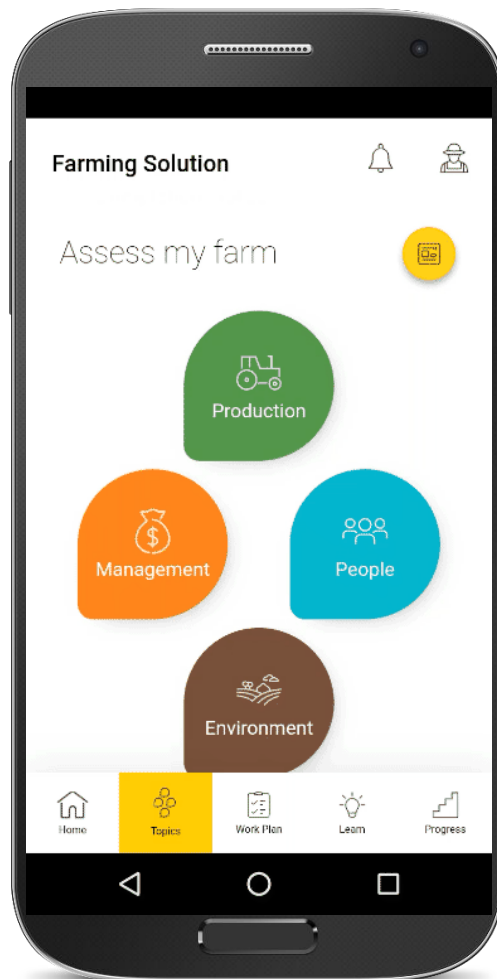 Farming Solution
Assess my farm
Production
Management
People
Environment
Home
Topics
Work Plan
Learn
Progress